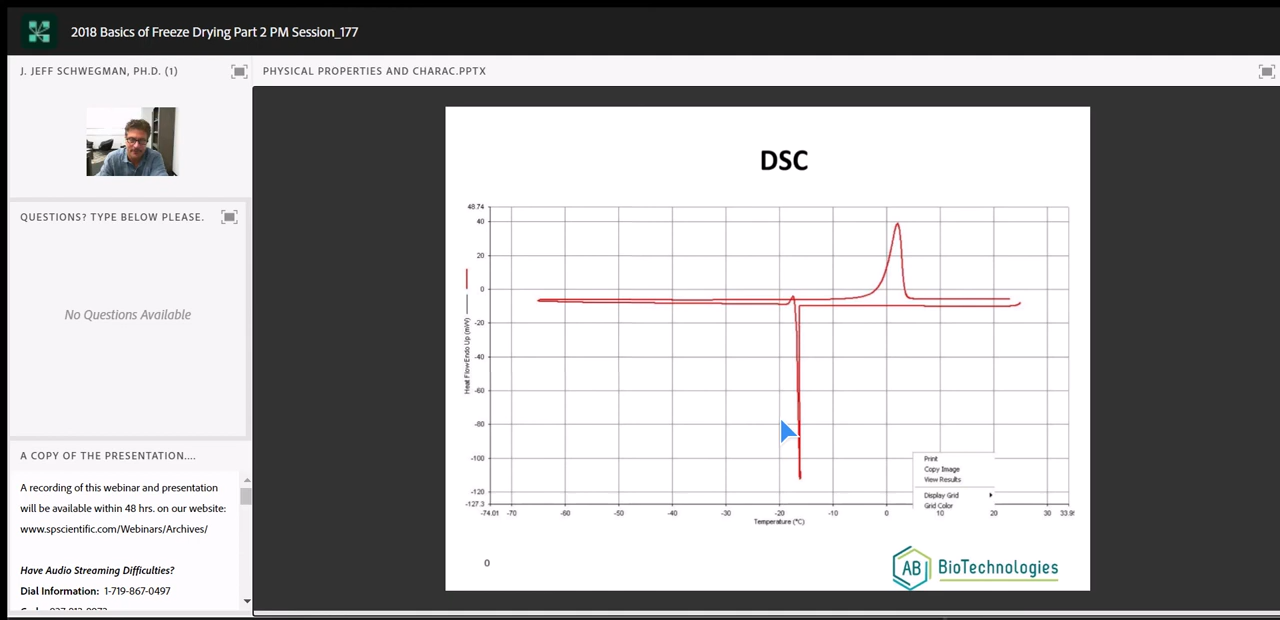 2018 Basics of Freeze Drying Part 2 PM Session_177
J. JEFF SCHWEGMAN, PH.D. (1)
PHYSICAL PROPERTIES AND CHARAC.PPTX
QUESTIONS? TYPE BELOW PLEASE.
No Questions Available
A COPY OF THE PRESENTATION....
A recording of this webinar and presentation
will be available within 48 hrs. on our website:
www.spscientific.com/Webinars/Archives/
Have Audio Streaming Difficulties?
Dial Information: 1-719-867-0497
DSC
48.74
40
20
0
-20
-40
-60
-80
-100
-120
-127.3
Heat Flow Endo Up (mW)
-74.01 -70 -60 -50 -40 -30 -20 -10 0 10 20 30 33.95
Temperature (°C)
Print
Copy Image
View Results
Display Grid
Grid Color
0
AB BioTechnologies